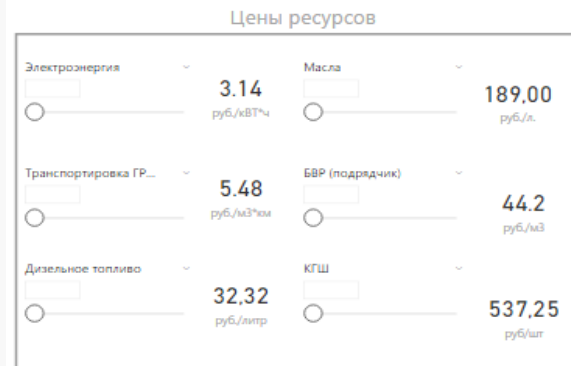 Цены ресурсов
Электроэнергия
3.14
руб./кВТ*ч
Масла
189,00
руб./л.
Транспортировка ГР...
5.48
руб./м3*км
БВР (подрядчик)
44.2
руб./м3
Дизельное топливо
32,32
руб./литр
КГШ
537,25
руб/шт